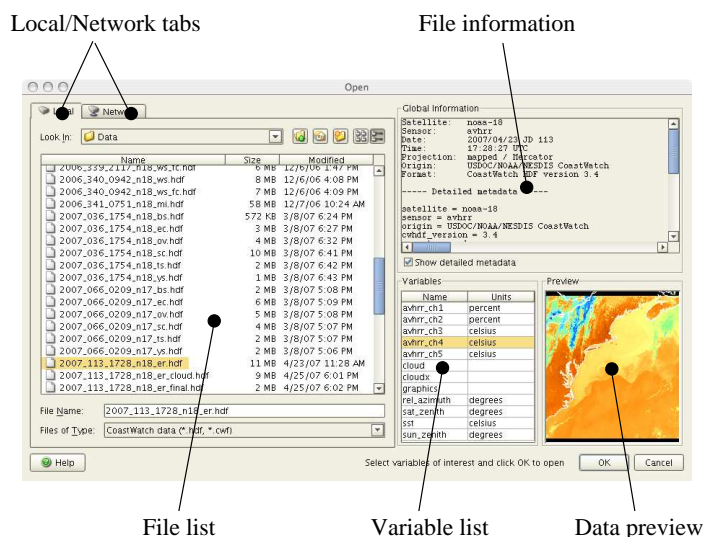 Local/Network tabs
File information
Open
Local
Network
Look In:
Data
Name Size Modified
2006_339_2117_n18_ws_fc.hdf 6 MB 12/6/06 1:47 PM
2006_340_0942_n18_ws_ec.hdf 8 MB 12/6/06 4:08 PM
2006_340_0942_n18_ws_fc.hdf 7 MB 12/6/06 4:09 PM
2006_341_0751_n18_mi.hdf 58 MB 12/7/06 10:24 AM
2007_036_1754_n18_bs.hdf 572 KB 3/8/07 6:24 PM
2007_036_1754_n18_ec.hdf 3 MB 3/8/07 6:27 PM
2007_036_1754_n18_ov.hdf 4 MB 3/8/07 6:32 PM
2007_036_1754_n18_sc.hdf 10 MB 3/8/07 6:41 PM
2007_036_1754_n18_ts.hdf 2 MB 3/8/07 6:42 PM
2007_036_1754_n18_vs.hdf 1 MB 3/8/07 6:43 PM
2007_066_0209_n17_bs.hdf 2 MB 3/8/07 5:08 PM
2007_066_0209_n17_ec.hdf 6 MB 3/8/07 5:09 PM
2007_066_0209_n17_ov.hdf 5 MB 3/8/07 5:08 PM
2007_066_0209_n17_sc.hdf 4 MB 3/8/07 5:07 PM
2007_066_0209_n17_ts.hdf 2 MB 3/8/07 5:07 PM
2007_066_0209_n17_vs.hdf 2 MB 3/8/07 5:06 PM
2007_113_1728_n18_er.hdf 11 MB 4/23/07 11:28 AM
2007_113_1728_n18_er_cloud.hdf 9 MB 4/25/07 6:01 PM
2007_113_1728_n18_er_final.hdf 2 MB 4/25/07 6:02 PM
File Name: 2007_113_1728_n18_er.hdf
Files of Type: CoastWatch data (*.hdf, *.cwf)
Global Information
Satellite: noaa-18
Sensor: avhrr
Date: 2007/04/23 JD 113
Time: 17:28:27 UTC
Projection: mapped / Mercator
Origin: USDOC/NOAA/NESDIS CoastWatch
Format: CoastWatch HDF version 3.4
----- Detailed metadata -----
satellite = noaa-18
sensor = avhrr
origin = USDOC/NOAA/NESDIS CoastWatch
cwhdf_version = 3.4
Show detailed metadata
Variables
Name Units
avhrr_ch1 percent
avhrr_ch2 percent
avhrr_ch3 celsius
avhrr_ch4 celsius
avhrr_ch5 celsius
cloud
cloudx
graphics
rel_azimuth degrees
sat_zenith degrees
sst celsius
sun_zenith degrees
Preview
Help
Select variables of interest and click OK to open
OK
Cancel
File list
Variable list
Data preview